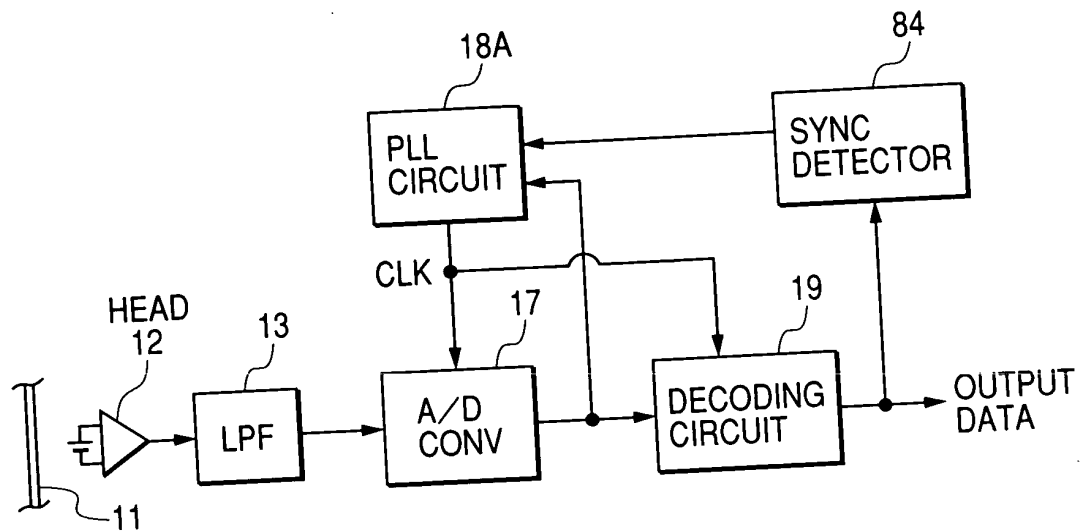 18A
84
PLL
CIRCUIT
SYNC
DETECTOR
CLK
HEAD
12
13
17
19
LPF
A/D
CONV
DECODING
CIRCUIT
OUTPUT
DATA
11